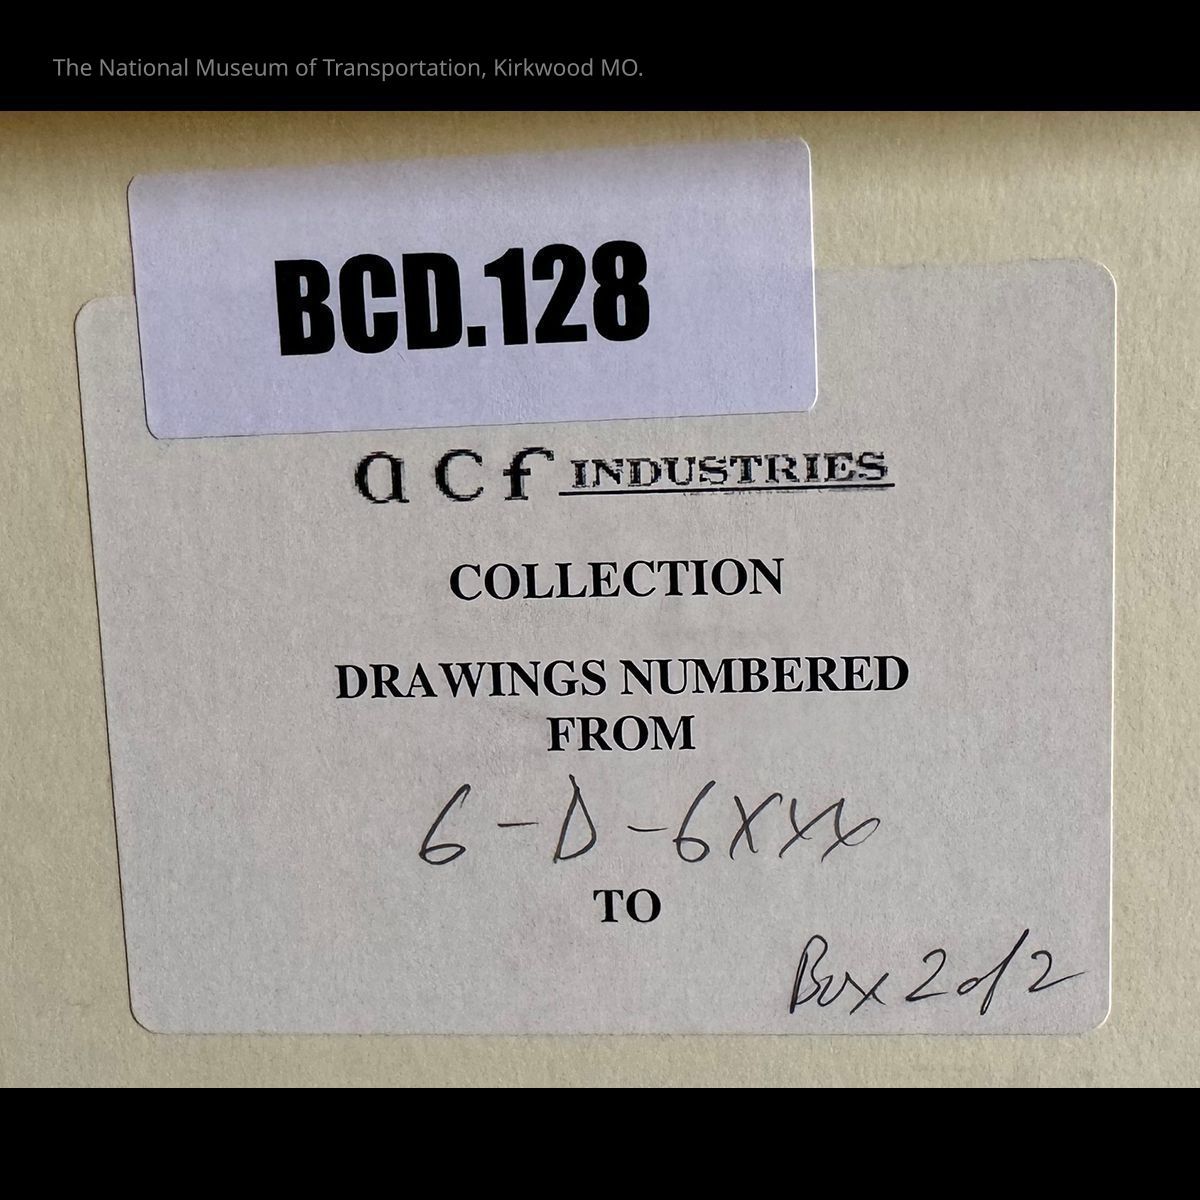 The National Museum of Transportation, Kirkwood MO.
BCD.128
acf INDUSTRIES
COLLECTION
DRAWINGS NUMBERED
FROM
6-D-6XXX
TO
Box 2 of 2